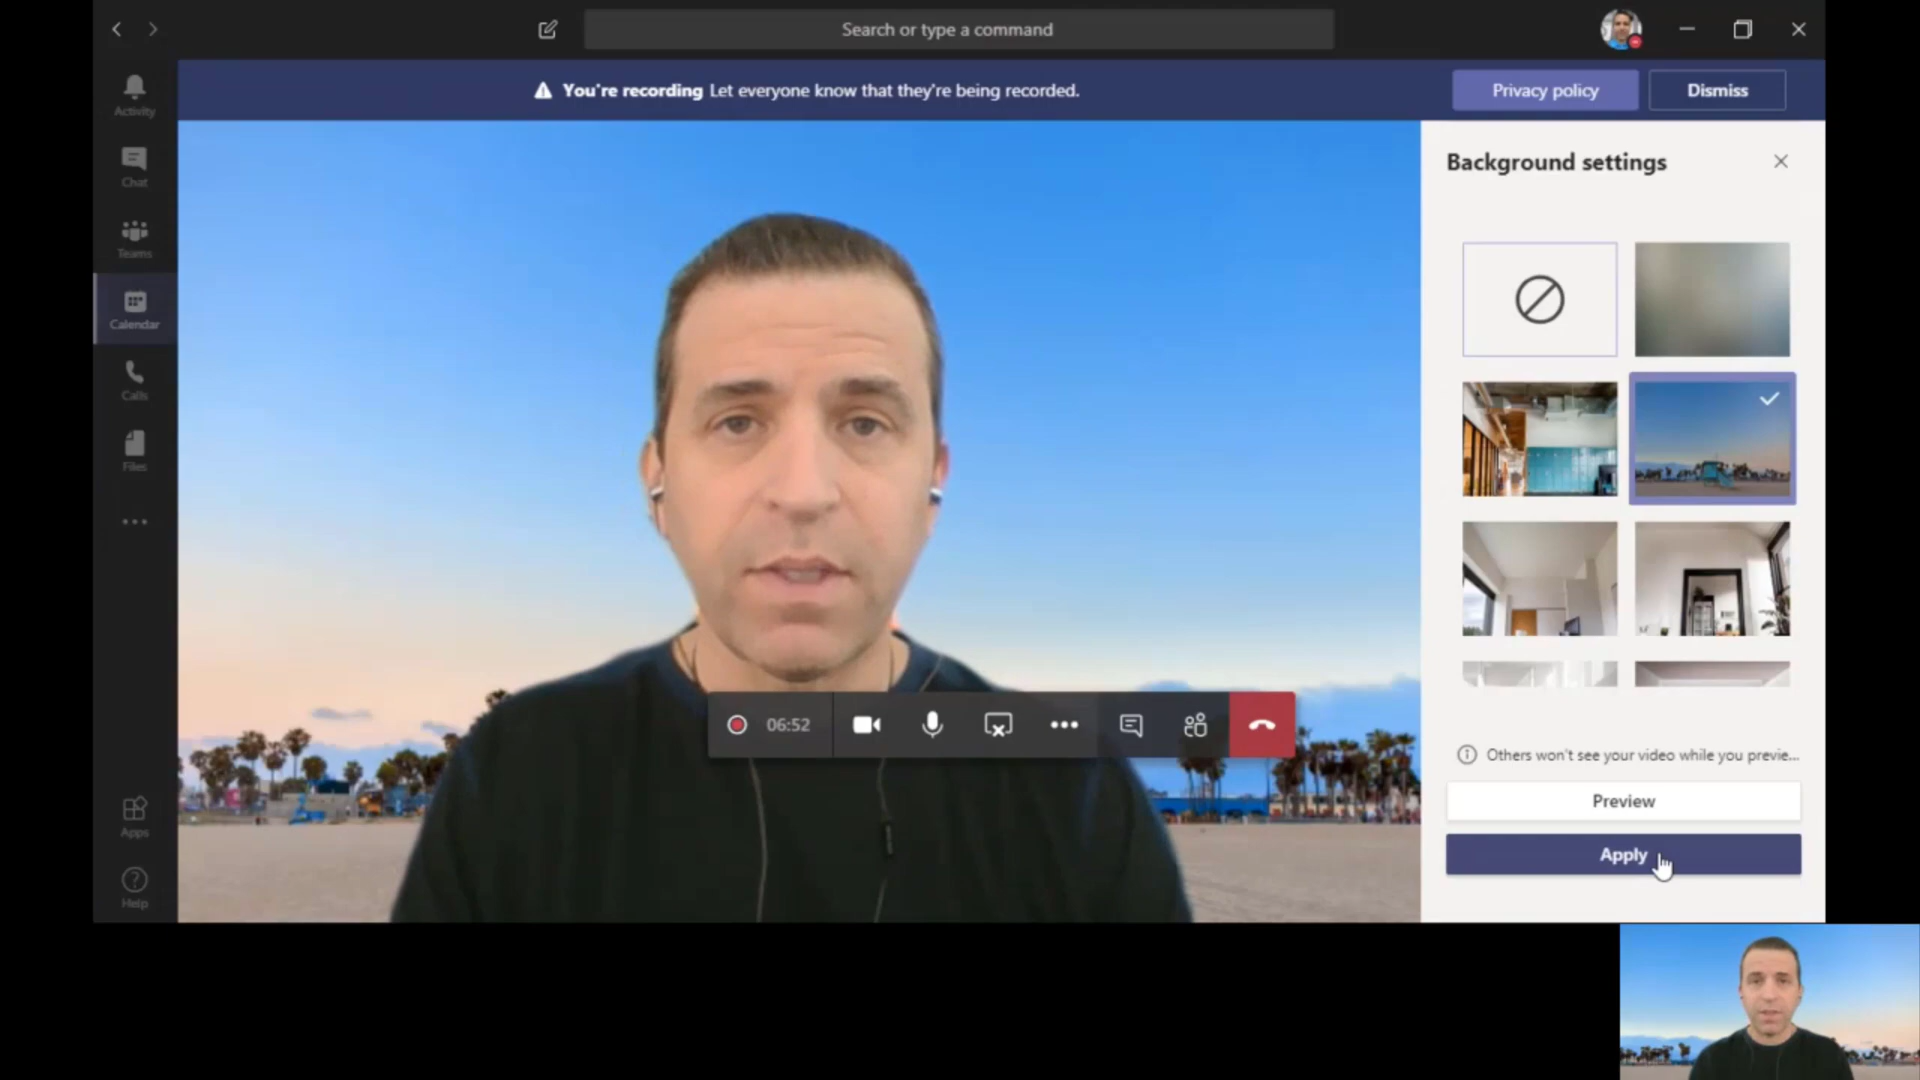 Search or type a command
You're recording Let everyone know that they're being recorded.
Privacy policy
Dismiss
Activity
Chat
Teams
Calendar
Calls
Files
Apps
Help
Background settings
06:52
Others won't see your video while you previe...
Preview
Apply